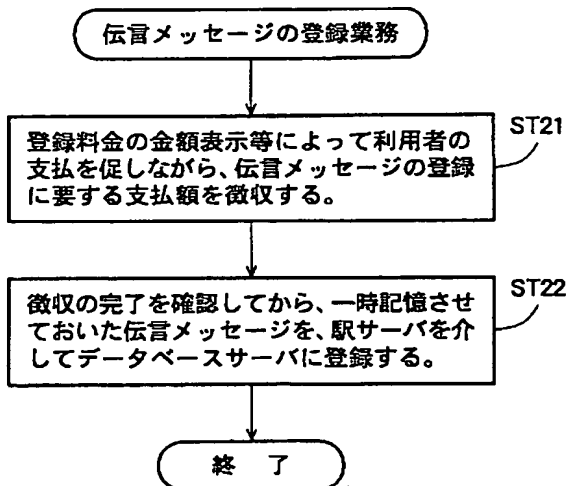 伝言メッセージの登録業務
登録料金の金額表示等によって利用者の
支払を促しながら、伝言メッセージの登録
に要する支払額を徴収する。
ST21
徴収の完了を確認してから、一時記憶させ
ておいた伝言メッセージを、駅サーバを介
してデータベースサーバに登録する。
ST22
終 了